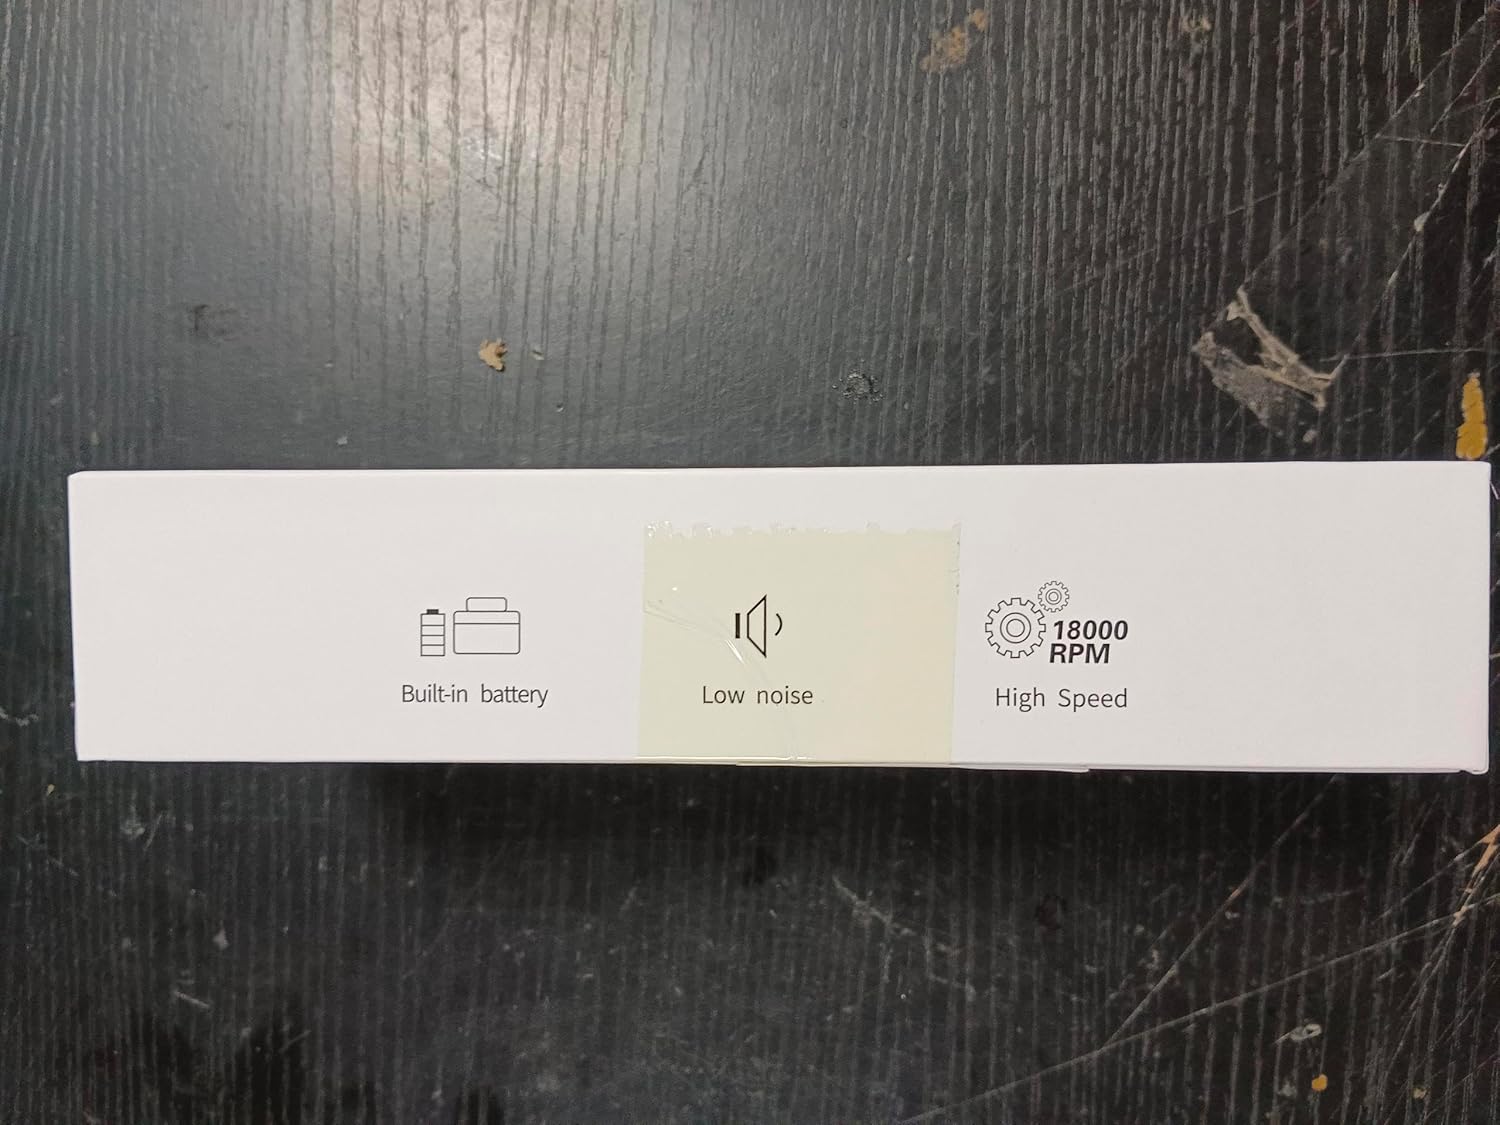 18000
RPM
Built-in battery
Low noise
High Speed